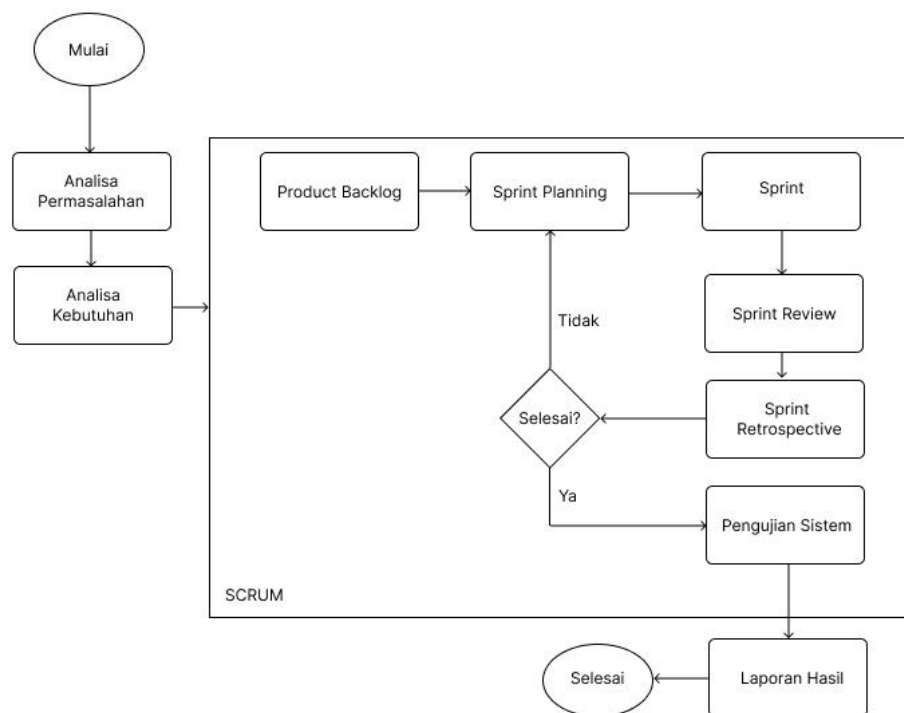 Mulai
Analisa
Permasalahan
Analisa
Kebutuhan
Product Backlog
Sprint Planning
Sprint
Sprint Review
Sprint
Retrospective
Selesai?
Tidak
Ya
Pengujian Sistem
SCRUM
Laporan Hasil
Selesai